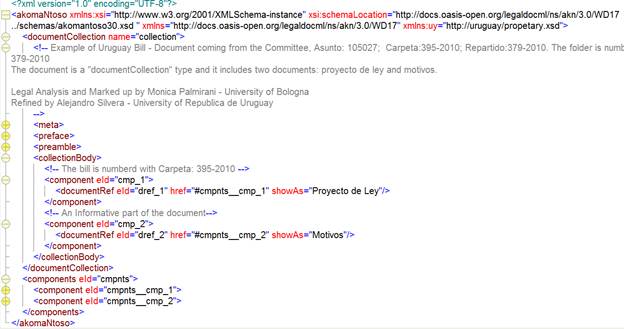 <?xml version="1.0" encoding="UTF-8"?>
<akomaNtoso xmlns:xsi="http://www.w3.org/2001/XMLSchema-instance" xsi:schemaLocation="http://docs.oasis-open.org/legaldocml/ns/akn/3.0/WD17
../schemas/akomantoso30.xsd " xmlns="http://docs.oasis-open.org/legaldocml/ns/akn/3.0/WD17" xmlns:uy="http://uruguay/propetary.xsd">
<documentCollection name="collection">
<!-- Example of Uruguay Bill - Document coming from the Committee, Asunto: 105027; Carpeta:395-2010; Repartido:379-2010. The folder is numb
379-2010
The document is a "documentCollection" type and it includes two documents: proyecto de ley and motivos.
Legal Analysis and Marked up by Monica Palmirani - University of Bologna
Refined by Alejandro Silvera - University of Republica de Uruguay
-->
<meta>
<preface>
<preamble>
<collectionBody>
<!-- The bill is numberd with Carpeta: 395-2010 -->
<component eId="cmp_1">
<documentRef eId="dref_1" href="#cmpnts__cmp_1" showAs="Proyecto de Ley"/>
</component>
<!-- An Informative part of the document-->
<component eId="cmp_2">
<documentRef eId="dref_2" href="#cmpnts__cmp_2" showAs="Motivos"/>
</component>
</collectionBody>
</documentCollection>
<components eId="cmpnts">
<component eId="cmpnts__cmp_1">
<component eId="cmpnts__cmp_2">
</components>
</akomaNtoso>